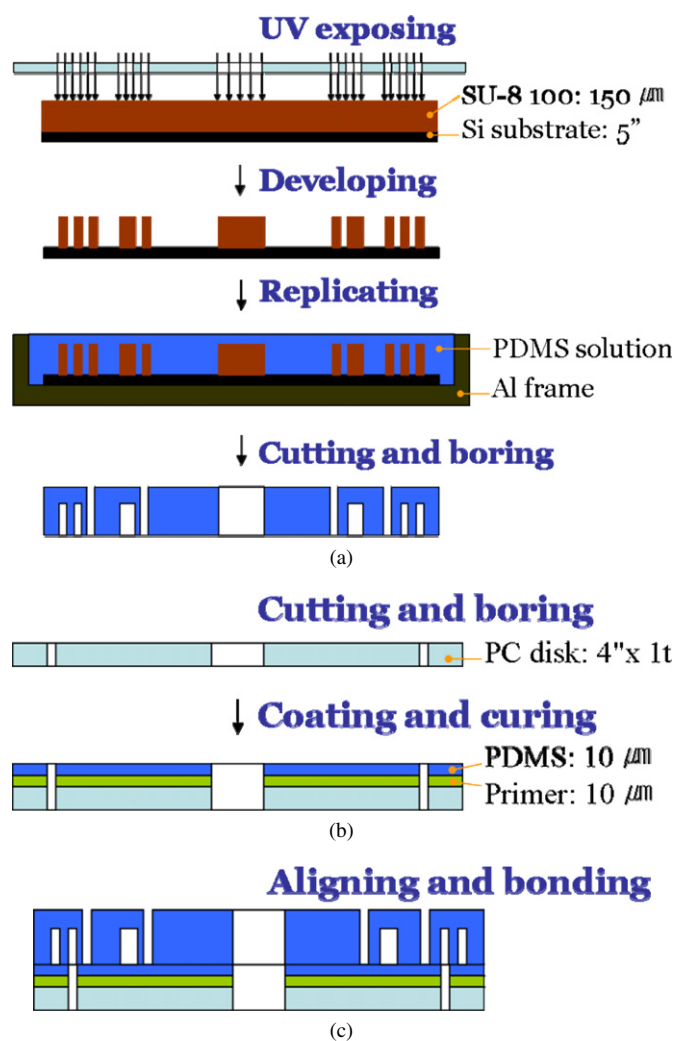 UV exposing
SU-8 100: 150 ㎛
Si substrate: 5”
Developing
Replicating
PDMS solution
Al frame
Cutting and boring
(a)
Cutting and boring
PC disk: 4"x 1t
Coating and curing
PDMS: 10 ㎛
Primer: 10 ㎛
(b)
Aligning and bonding
(c)